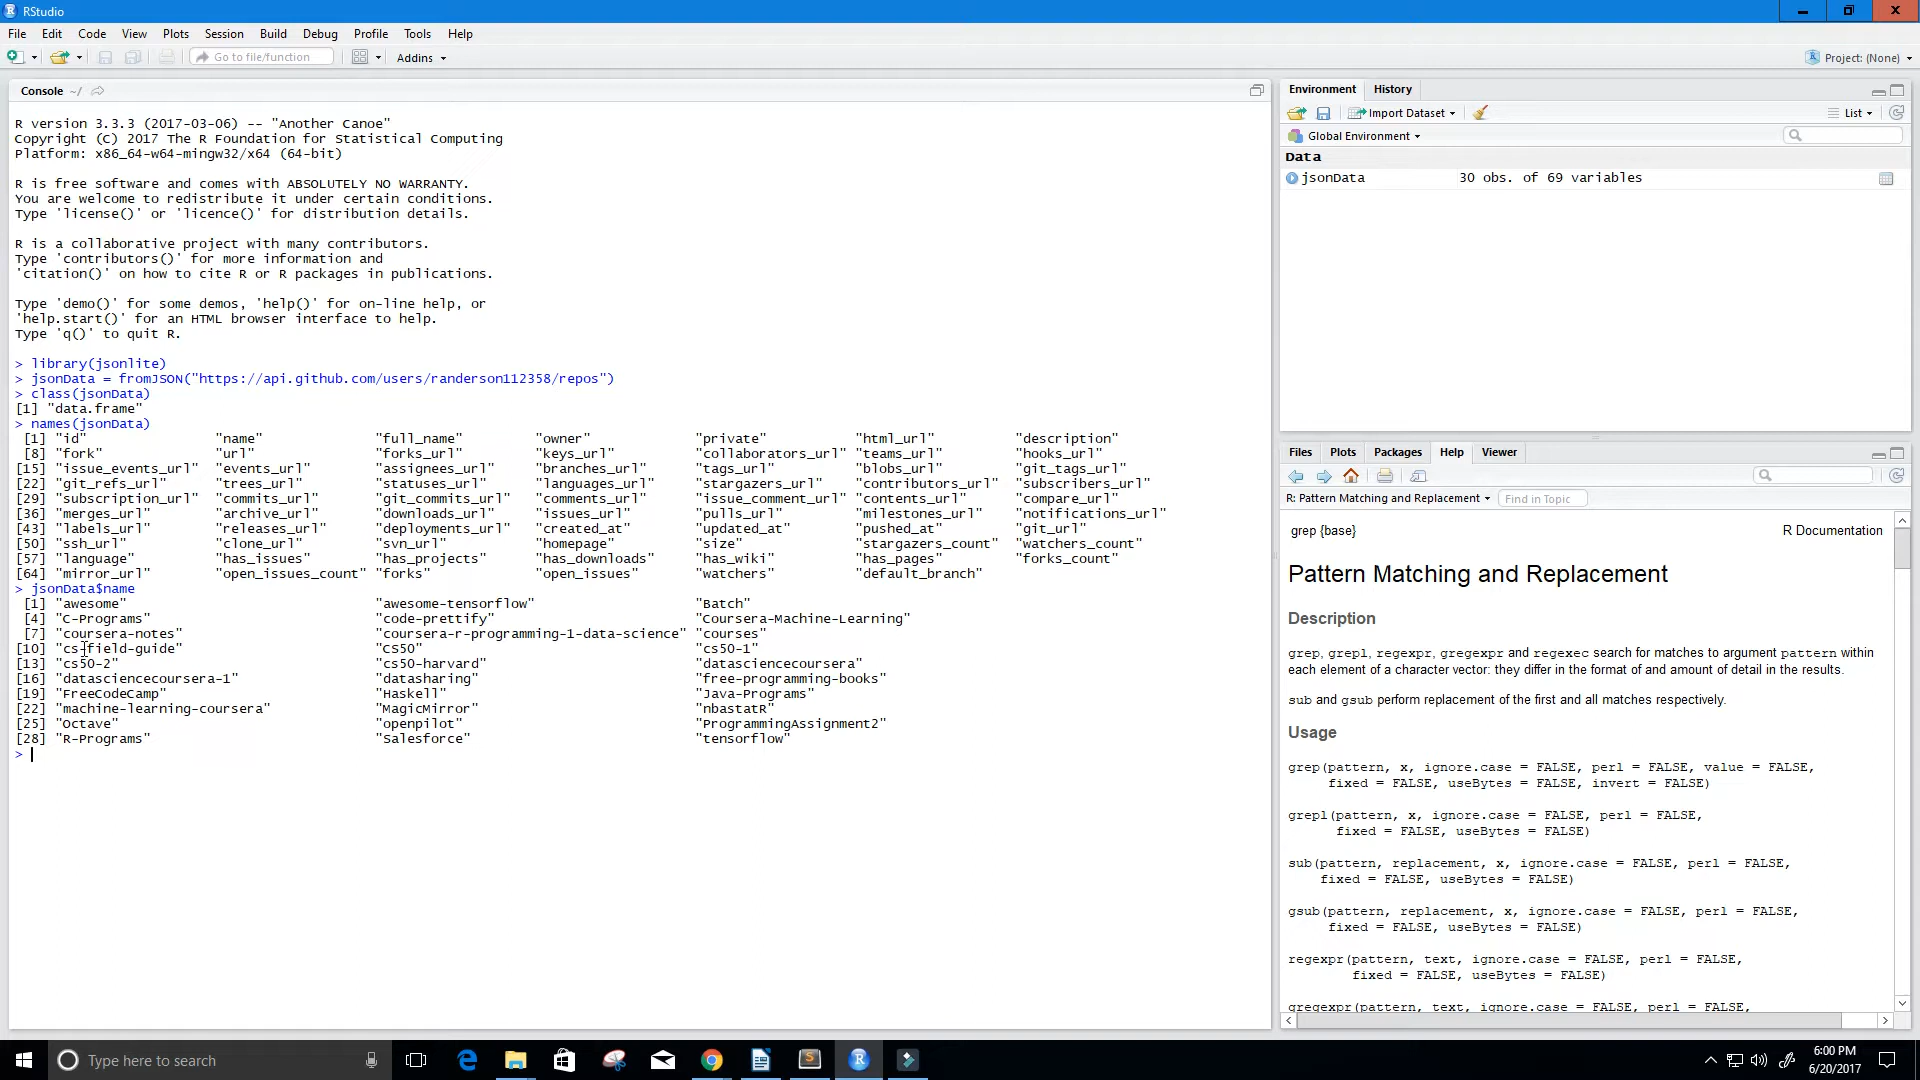 RStudio
File Edit Code View Plots Session Build Debug Profile Tools Help
Go to file/function Addins Project: (None)
Console ~/
R version 3.3.3 (2017-03-06) -- "Another Canoe"
Copyright (C) 2017 The R Foundation for Statistical Computing
Platform: x86_64-w64-mingw32/x64 (64-bit)
R is free software and comes with ABSOLUTELY NO WARRANTY.
You are welcome to redistribute it under certain conditions.
Type 'license()' or 'licence()' for distribution details.
R is a collaborative project with many contributors.
Type 'contributors()' for more information and
'citation()' on how to cite R or R packages in publications.
Type 'demo()' for some demos, 'help()' for on-line help, or
'help.start()' for an HTML browser interface to help.
Type 'q()' to quit R.
> library(jsonlite)
> jsonData = fromJSON("https://api.github.com/users/randerson112358/repos")
> class(jsonData)
[1] "data.frame"
> names(jsonData)
[1] "id" "name" "full_name" "owner" "private" "html_url" "description"
[8] "fork" "url" "forks_url" "keys_url" "collaborators_url" "teams_url" "hooks_url"
[15] "issue_events_url" "events_url" "assignees_url" "branches_url" "tags_url" "blobs_url" "git_tags_url"
[22] "git_refs_url" "trees_url" "statuses_url" "languages_url" "stargazers_url" "contributors_url" "subscribers_url"
[29] "subscription_url" "commits_url" "git_commits_url" "comments_url" "issue_comment_url" "contents_url" "compare_url"
[36] "merges_url" "archive_url" "downloads_url" "issues_url" "pulls_url" "milestones_url" "notifications_url"
[43] "labels_url" "releases_url" "deployments_url" "created_at" "updated_at" "pushed_at" "git_url"
[50] "ssh_url" "clone_url" "svn_url" "homepage" "size" "stargazers_count" "watchers_count"
[57] "language" "has_issues" "has_projects" "has_downloads" "has_wiki" "has_pages" "forks_count"
[64] "mirror_url" "open_issues_count" "forks" "open_issues" "watchers" "default_branch"
> jsonData$name
[1] "awesome" "awesome-tensorflow" "Batch"
[4] "C-Programs" "code-prettify" "Coursera-Machine-Learning"
[7] "coursera-notes" "coursera-r-programming-1-data-science" "courses"
[10] "cs-field-guide" "CS50" "cs50-1"
[13] "cs50-2" "cs50-harvard" "datasciencecoursera"
[16] "datasciencecoursera-1" "datasharing" "free-programming-books"
[19] "FreeCodeCamp" "Haskell" "Java-Programs"
[22] "machine-learning-coursera" "MagicMirror" "nbastatR"
[25] "Octave" "openpilot" "ProgrammingAssignment2"
[28] "R-Programs" "Salesforce" "tensorflow"
>
Environment History
Import Dataset List
Global Environment
Data
jsonData 30 obs. of 69 variables
Files Plots Packages Help Viewer
R: Pattern Matching and Replacement Find in Topic
grep {base} R Documentation
Pattern Matching and Replacement
Description
grep, grepl, regexpr, gregexpr and regexec search for matches to argument pattern within
each element of a character vector: they differ in the format of and amount of detail in the results.
sub and gsub perform replacement of the first and all matches respectively.
Usage
grep(pattern, x, ignore.case = FALSE, perl = FALSE, value = FALSE,
fixed = FALSE, useBytes = FALSE, invert = FALSE)
grepl(pattern, x, ignore.case = FALSE, perl = FALSE,
fixed = FALSE, useBytes = FALSE)
sub(pattern, replacement, x, ignore.case = FALSE, perl = FALSE,
fixed = FALSE, useBytes = FALSE)
gsub(pattern, replacement, x, ignore.case = FALSE, perl = FALSE,
fixed = FALSE, useBytes = FALSE)
regexpr(pattern, text, ignore.case = FALSE, perl = FALSE,
fixed = FALSE, useBytes = FALSE)
gregexpr(pattern, text, ignore.case = FALSE, perl = FALSE,
Type here to search
6:00 PM
6/20/2017